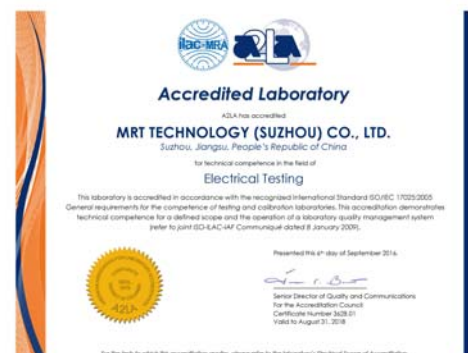 ilac-MRA
A2LA
Accredited Laboratory
A2LA has accredited
MRT TECHNOLOGY (SUZHOU) CO., LTD.
Suzhou, Jiangsu, People's Republic of China
for technical competence in the field of
Electrical Testing
This laboratory is accredited in accordance with the recognized International Standard ISO/IEC 17025:2005
General requirements for the competence of testing and calibration laboratories. This accreditation demonstrates
technical competence for a defined scope and the operation of a laboratory quality management system
(refer to joint ISO-ILAC-IAF Communiqué dated 8 January 2009).
Presented this 6th day of September 2016.
Senior Director of Quality and Communications
For the Accreditation Council
Certificate Number 3628.01
Valid to August 31, 2018
A2LA